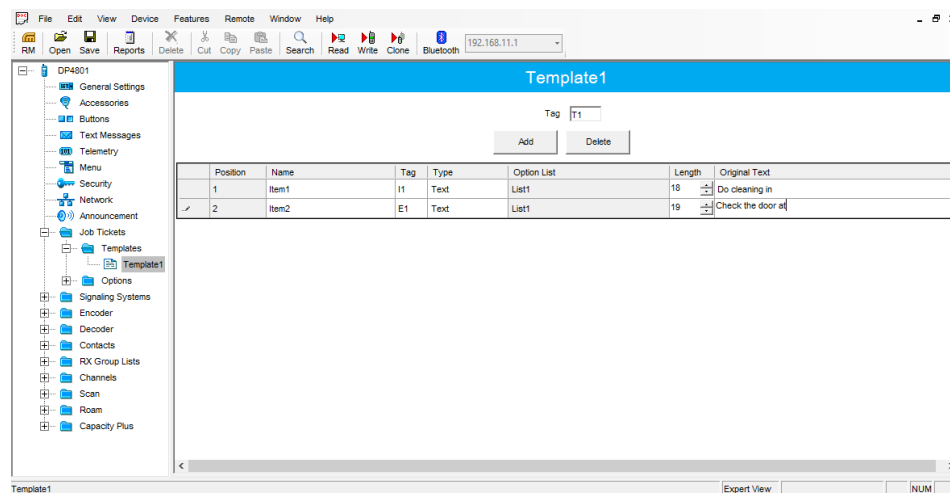 File Edit View Device Features Remote Window Help
RM Open Save Reports Delete Cut Copy Paste Search Read Write Clone Bluetooth 192.168.11.1
DP4801
General Settings
Accessories
Buttons
Text Messages
Telemetry
Menu
Security
Network
Announcement
Job Tickets
Templates
Template1
Options
Signaling Systems
Encoder
Decoder
Contacts
RX Group Lists
Channels
Scan
Roam
Capacity Plus
Template1
Tag T1
Add Delete
Position Name Tag Type Option List Length Original Text
1 Item1 I1 Text List1 18 Do cleaning in
2 Item2 E1 Text List1 19 Check the door at
Template1 Expert View NUM